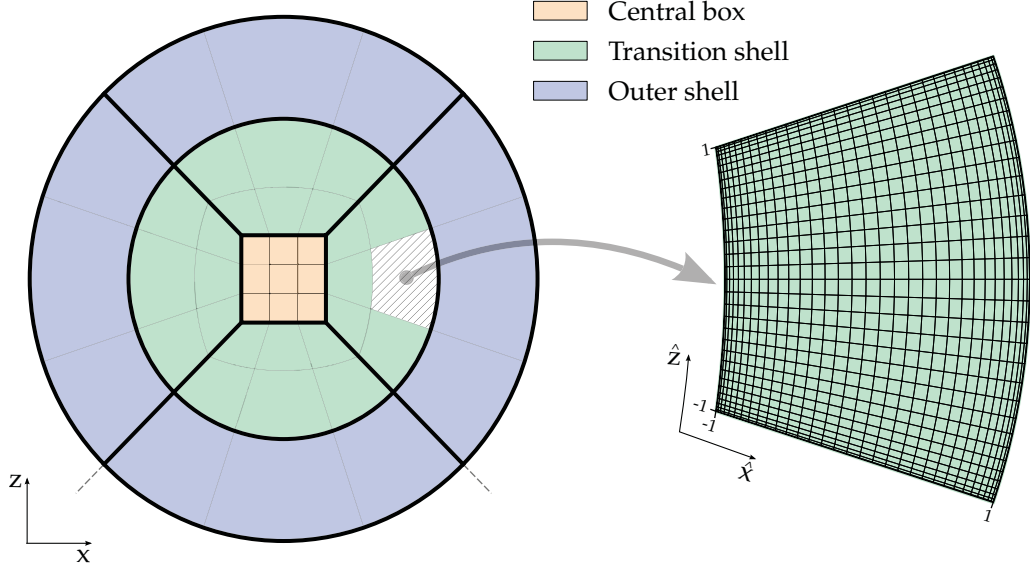 Central box
Transition shell
Outer shell
1
ẑ
-1
-1
x̂
1
z
x